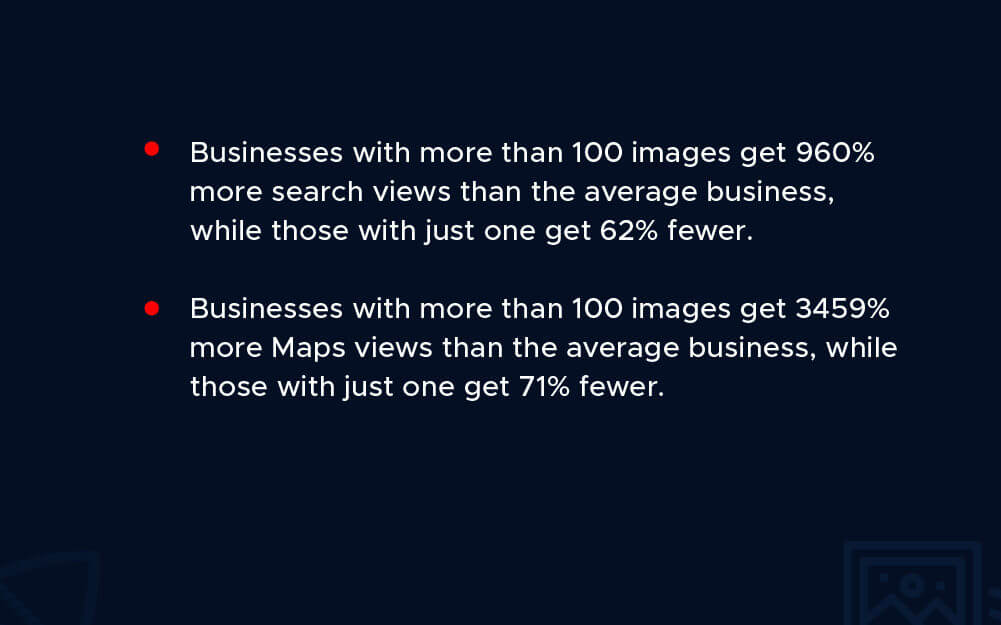 Businesses with more than 100 images get 960%
more search views than the average business,
while those with just one get 62% fewer.
Businesses with more than 100 images get 3459%
more Maps views than the average business, while
those with just one get 71% fewer.